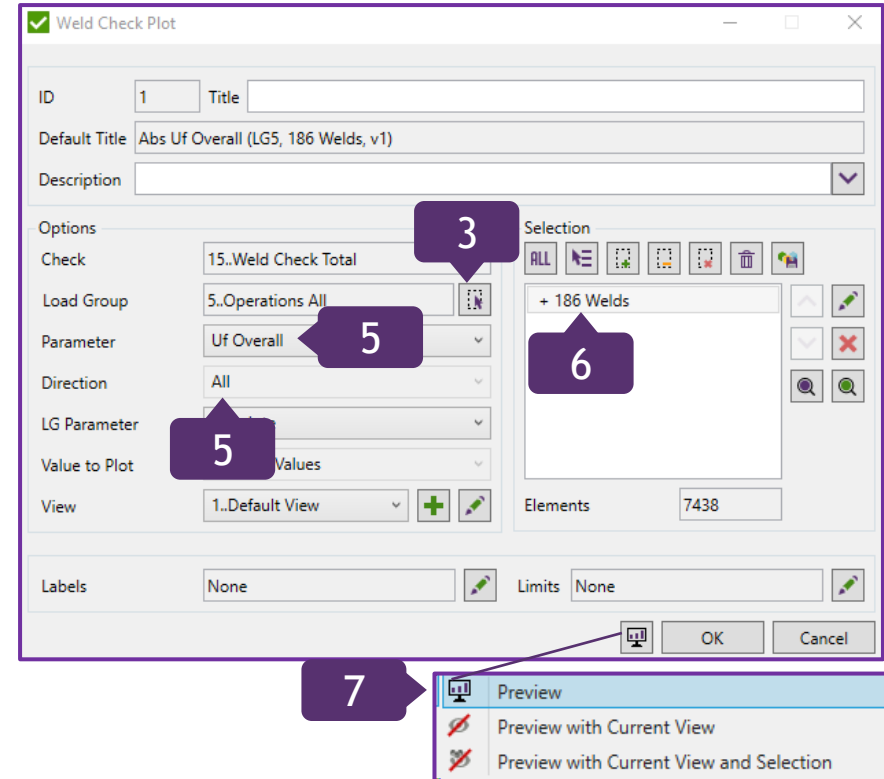 Weld Check Plot
ID 1 Title
Default Title Abs Uf Overall (LG5, 186 Welds, v1)
Description
Options
Check 15..Weld Check Total
Load Group 5..Operations All
Parameter Uf Overall
Direction All
LG Parameter
Value to Plot Values
View 1..Default View
3
5
5
Selection
ALL
+ 186 Welds
6
Elements 7438
Labels None Limits None
OK Cancel
7
Preview
Preview with Current View
Preview with Current View and Selection